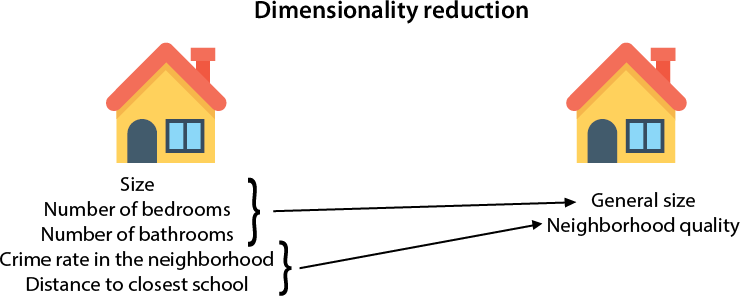 Dimensionality reduction
Size
Number of bedrooms
Number of bathrooms
Crime rate in the neighborhood
Distance to closest school
General size
Neighborhood quality